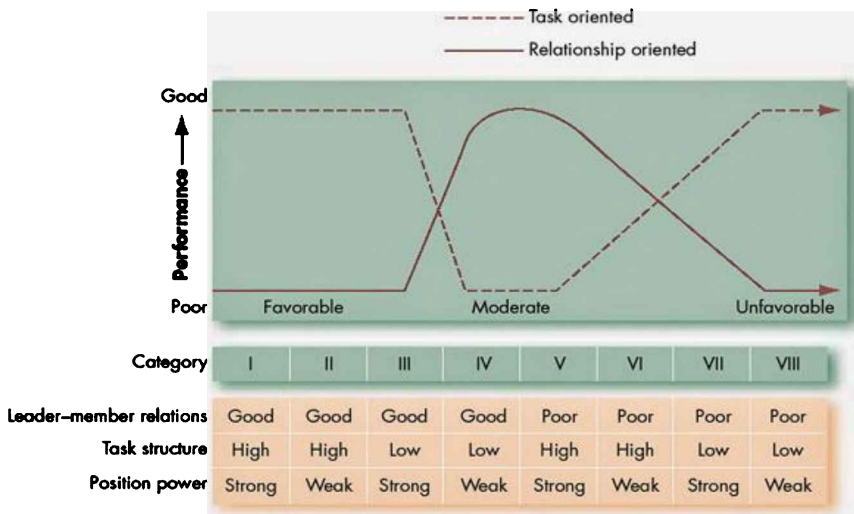 Task oriented
Relationship oriented
Good
Performance
Poor
Favorable Moderate Unfavorable
Category I II III IV V VI VII VIII
Leader–member relations Good Good Good Good Poor Poor Poor Poor
Task structure High High Low Low High High Low Low
Position power Strong Weak Strong Weak Strong Weak Strong Weak